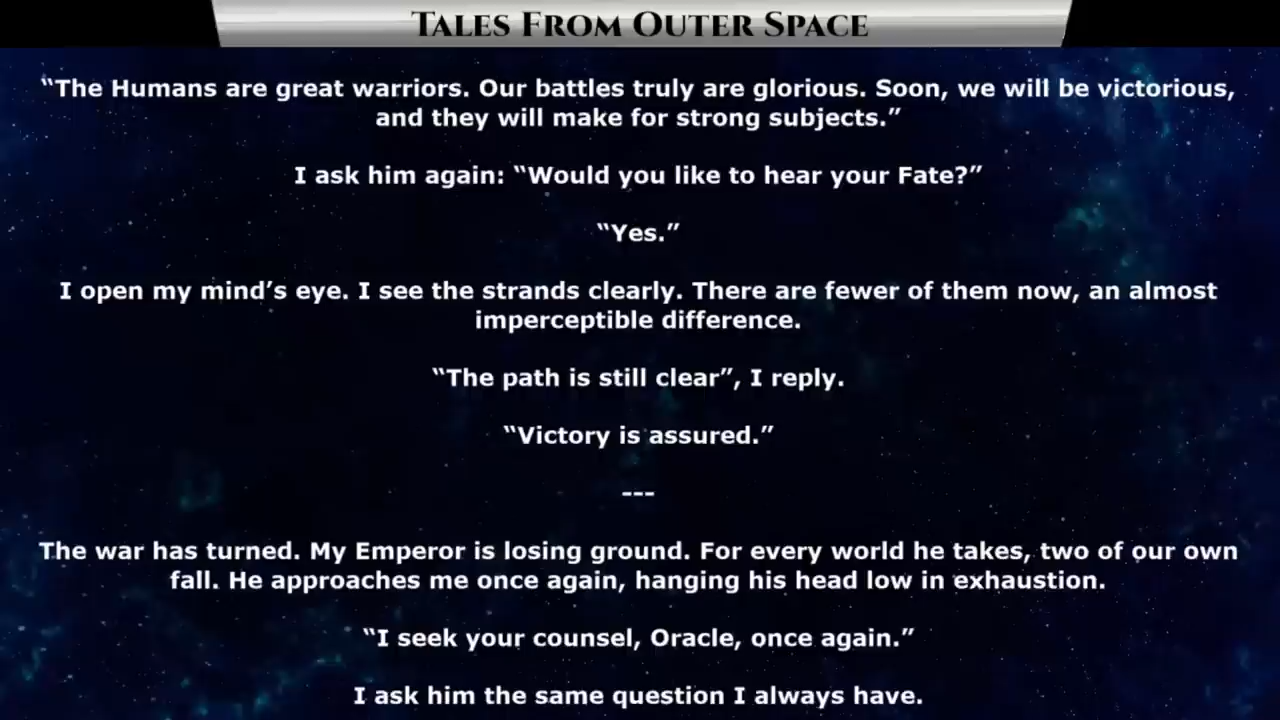 Tales From Outer Space
“The Humans are great warriors. Our battles truly are glorious. Soon, we will be victorious,
and they will make for strong subjects.”
I ask him again: “Would you like to hear your Fate?”
“Yes.”
I open my mind’s eye. I see the strands clearly. There are fewer of them now, an almost
imperceptible difference.
“The path is still clear”, I reply.
“Victory is assured.”
---
The war has turned. My Emperor is losing ground. For every world he takes, two of our own
fall. He approaches me once again, hanging his head low in exhaustion.
“I seek your counsel, Oracle, once again.”
I ask him the same question I always have.